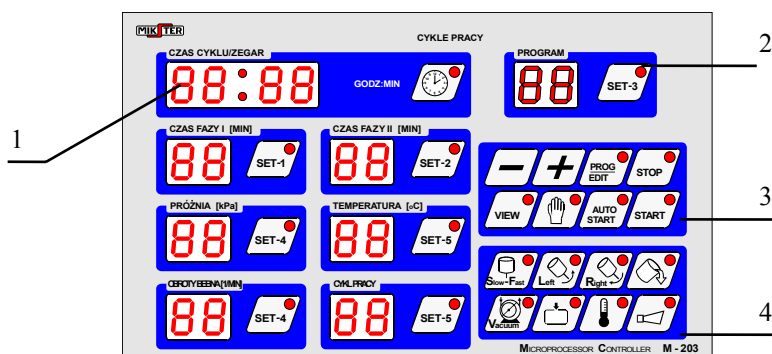 MIKSTER
CYKLE PRACY
CZAS CYKLU/ZEGAR
PROGRAM
2
88:88
GODZ:MIN
88
SET-3
1
CZAS FAZY I [MIN]
CZAS FAZY II [MIN]
88
SET-1
88
SET-2
PROG
EDIT
STOP
VIEW
AUTO
START
START
3
PRÓŻNIA [kPa]
TEMPERATURA [oC]
88
SET-4
88
SET-5
Slow-Fast
Left
Right
Vacuum
4
OBROTY BĘBNA [1/MIN]
CYKL PRACY
88
SET-4
88
SET-5
MICROPROCESSOR CONTROLLER M - 203